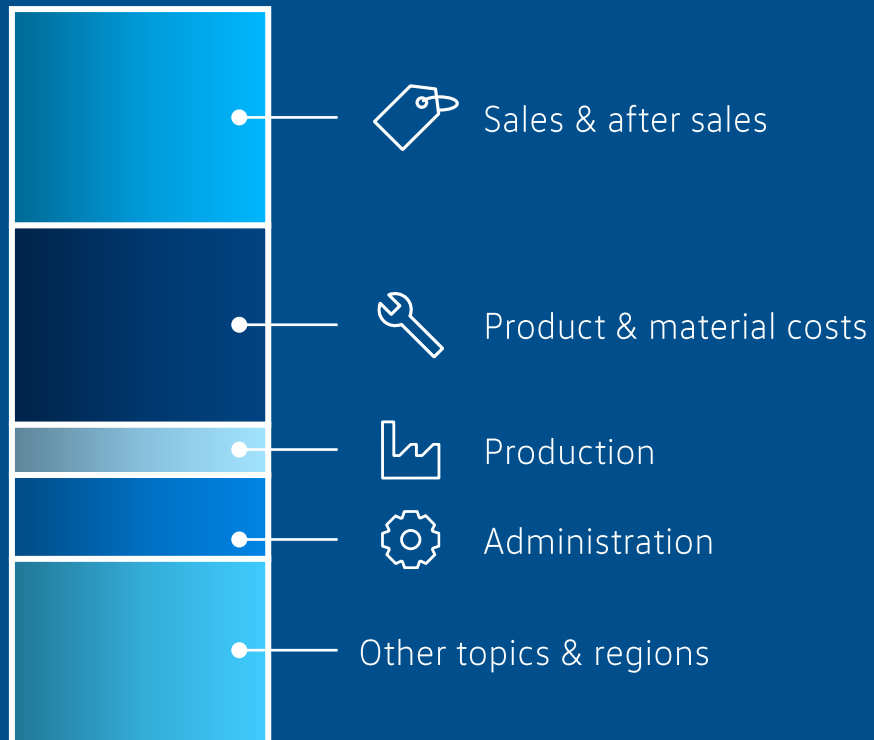 Sales & after sales
Product & material costs
Production
Administration
Other topics & regions